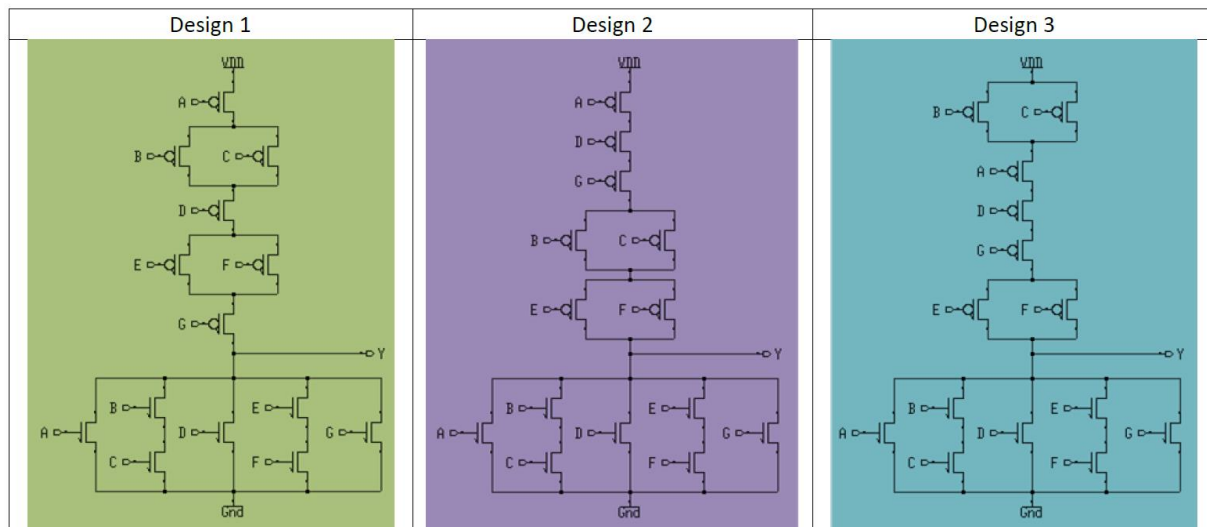 Design 1 Design 2 Design 3
VDD VDD VDD
A A B C
B C D A
D G D
E F B C G
G E F E F
Y Y Y
A B D E G A B D E G A B D E G
C F C F C F
Gnd Gnd Gnd